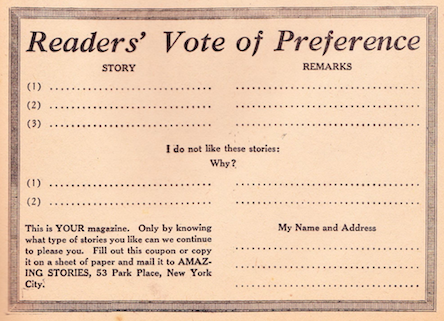 Readers' Vote of Preference
STORY REMARKS
(1)
(2)
(3)
I do not like these stories:
Why?
(1)
(2)
This is YOUR magazine. Only by knowing
what type of stories you like can we continue
to please you. Fill out this coupon or copy
it on a sheet of paper and mail it to AMAZ-
ING STORIES, 53 Park Place, New York
City.
My Name and Address